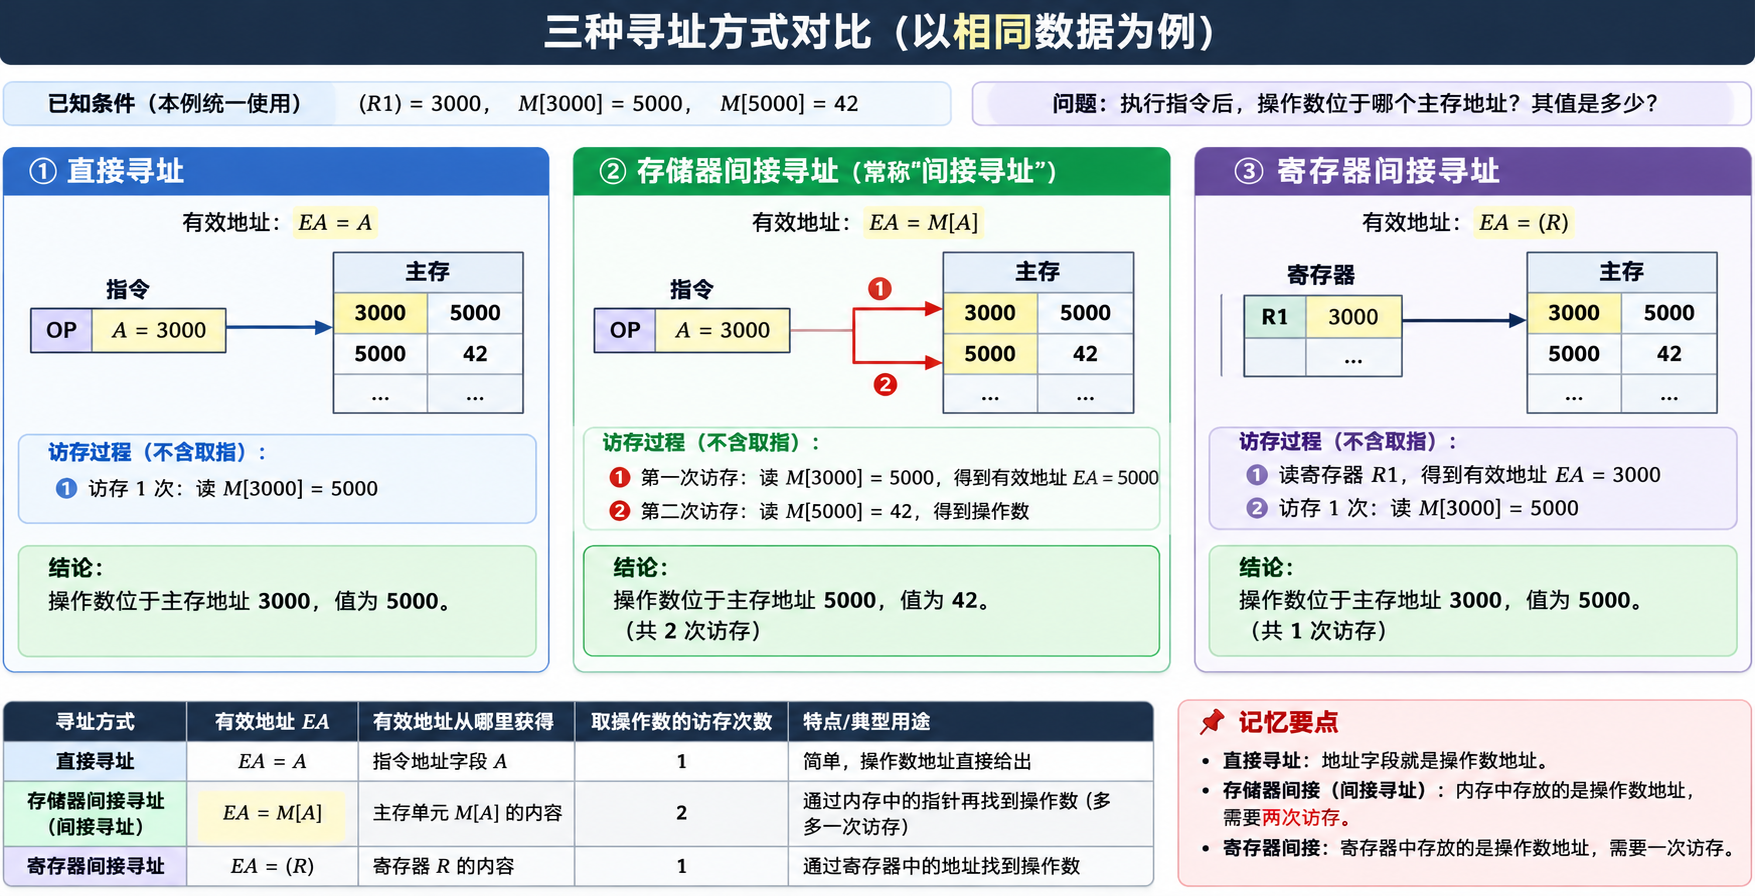 三种寻址方式对比（以相同数据为例）
已知条件（本例统一使用） (R1) = 3000, M[3000] = 5000, M[5000] = 42
问题：执行指令后，操作数位于哪个主存地址？其值是多少？
① 直接寻址
有效地址： EA = A
指令
OP A = 3000
主存
3000 5000
5000 42
... ...
访存过程（不含取指）：
1 访存 1 次：读 M[3000] = 5000
结论：
操作数位于主存地址 3000，值为 5000。
② 存储器间接寻址（常称“间接寻址”）
有效地址： EA = M[A]
指令
OP A = 3000
1
2
主存
3000 5000
5000 42
... ...
访存过程（不含取指）：
1 第一次访存：读 M[3000] = 5000，得到有效地址 EA = 5000
2 第二次访存：读 M[5000] = 42，得到操作数
结论：
操作数位于主存地址 5000，值为 42。
（共 2 次访存）
③ 寄存器间接寻址
有效地址： EA = (R)
寄存器
R1 3000
...
主存
3000 5000
5000 42
... ...
访存过程（不含取指）：
1 读寄存器 R1，得到有效地址 EA = 3000
2 访存 1 次：读 M[3000] = 5000
结论：
操作数位于主存地址 3000，值为 5000。
（共 1 次访存）
寻址方式 有效地址 EA 有效地址从哪里获得 取操作数的访存次数 特点/典型用途
直接寻址 EA = A 指令地址字段 A 1 简单，操作数地址直接给出
存储器间接寻址
（间接寻址） EA = M[A] 主存单元 M[A] 的内容 2 通过内存中的指针再找到操作数（多
多一次访存）
寄存器间接寻址 EA = (R) 寄存器 R 的内容 1 通过寄存器中的地址找到操作数
📌 记忆要点
• 直接寻址：地址字段就是操作数地址。
• 存储器间接（间接寻址）：内存中存放的是操作数地址，
需要两次访存。
• 寄存器间接：寄存器中存放的是操作数地址，需要一次访存。